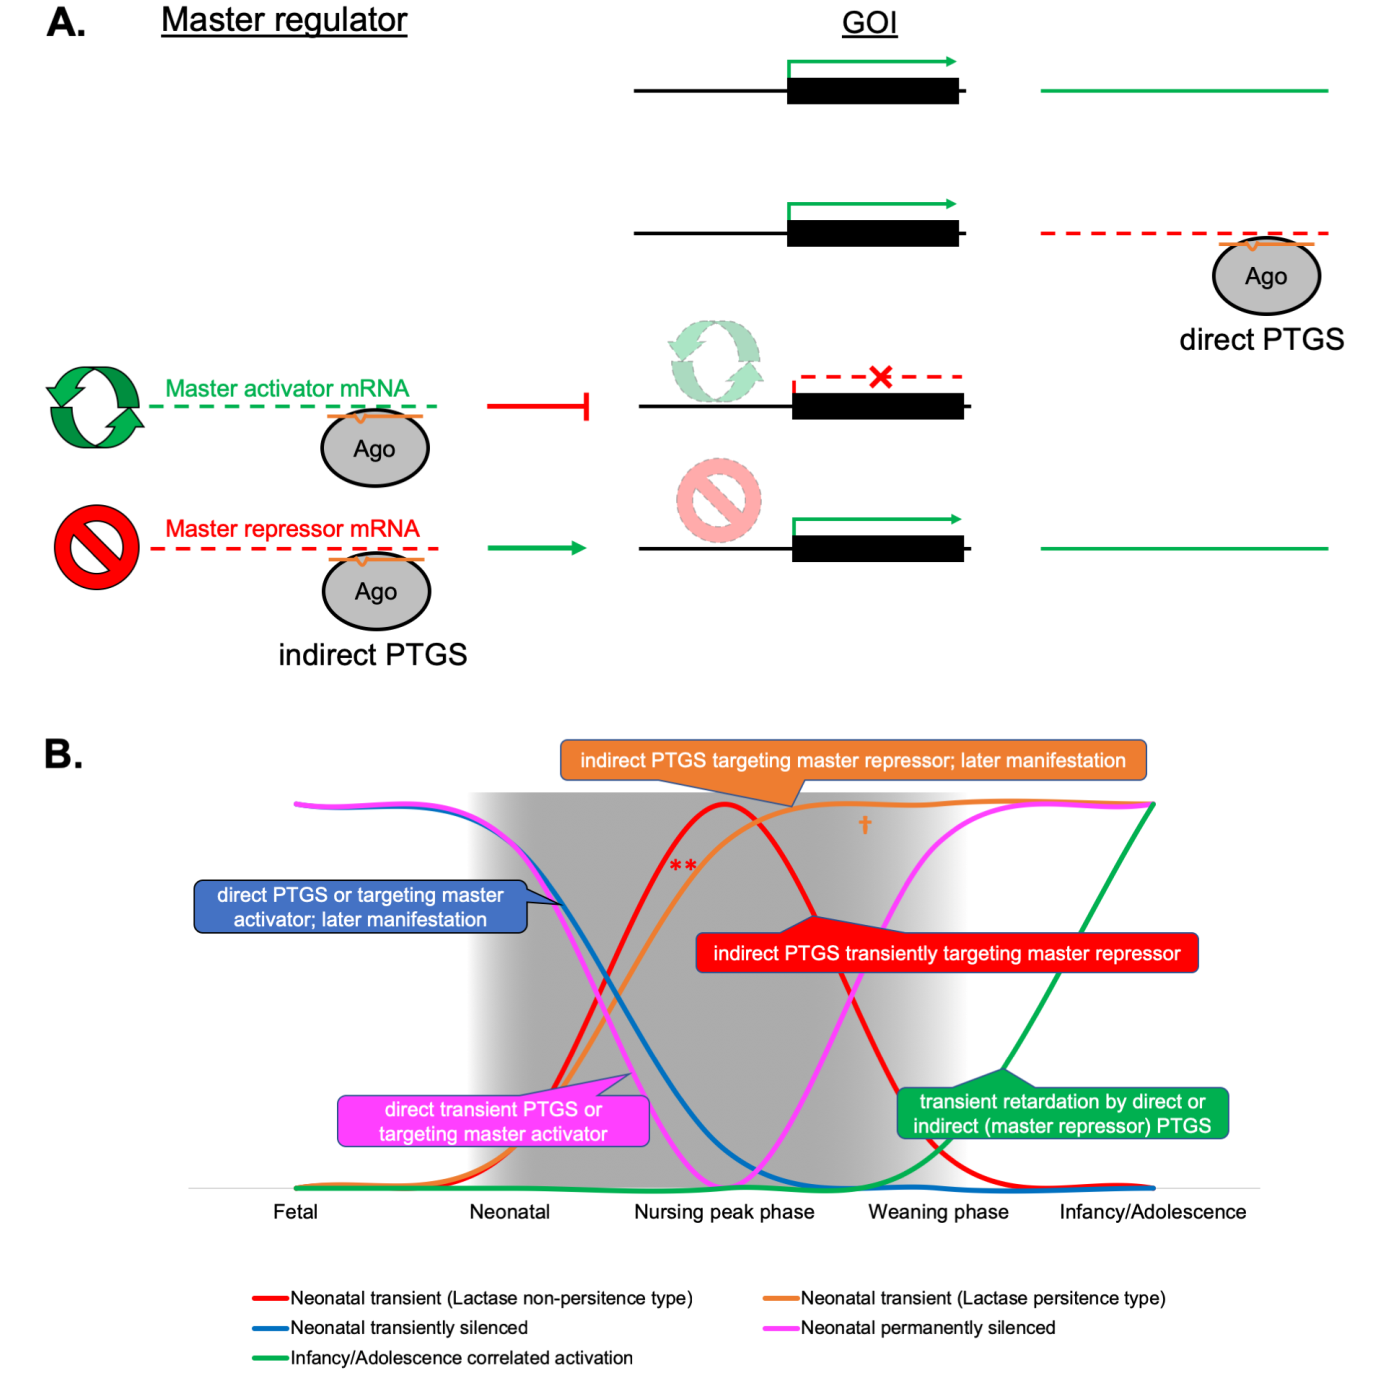 A.
Master regulator
GOI
Ago
direct PTGS
Master activator mRNA
Ago
Master repressor mRNA
Ago
indirect PTGS
B.
indirect PTGS targeting master repressor; later manifestation
†
**
direct PTGS or targeting master
activator; later manifestation
indirect PTGS transiently targeting master repressor
direct transient PTGS or
targeting master activator
transient retardation by direct or
indirect (master repressor) PTGS
Fetal
Neonatal
Nursing peak phase
Weaning phase
Infancy/Adolescence
Neonatal transient (Lactase non-persitence type)
Neonatal transient (Lactase persitence type)
Neonatal transiently silenced
Neonatal permanently silenced
Infancy/Adolescence correlated activation